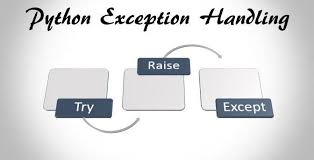 Python Exception Handling
Raise
Try
Except